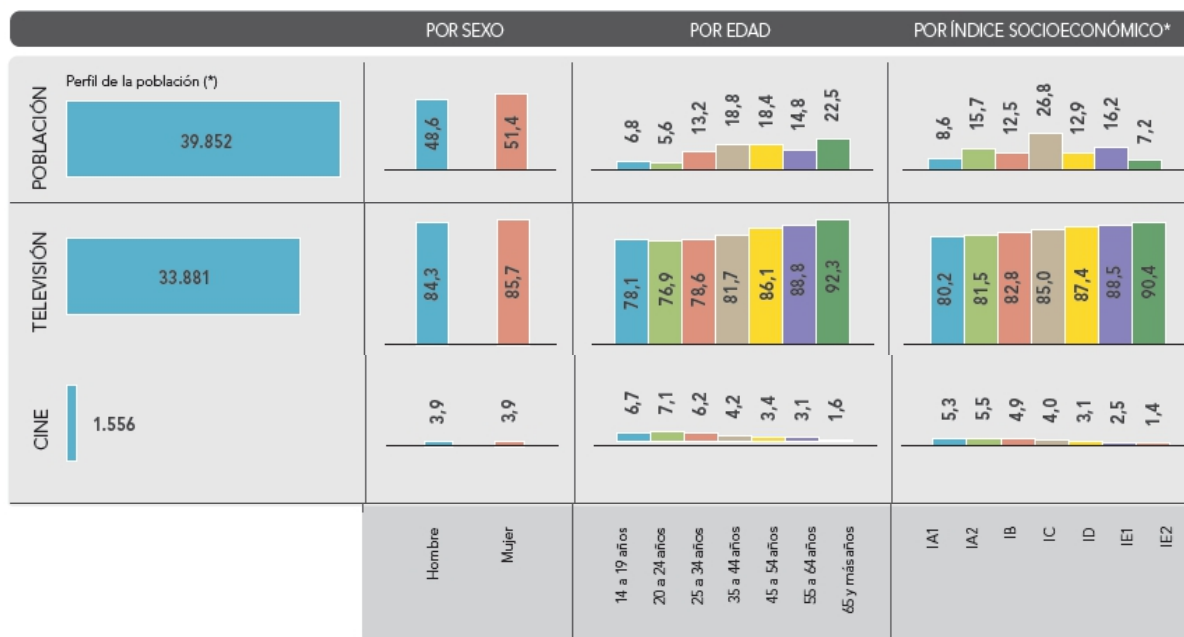 POR SEXO POR EDAD POR ÍNDICE SOCIOECONÓMICO*
POBLACIÓN
Perfil de la población (*)
39.852
48,6 51,4
6,8 5,6 13,2 18,8 18,4 14,8 22,5
8,6 15,7 12,5 26,8 12,9 16,2 7,2
TELEVISIÓN
33.881
84,3 85,7
78,1 76,9 78,6 81,7 86,1 88,8 92,3
80,2 81,5 82,8 85,0 87,4 88,5 90,4
CINE
1.556
3,9 3,9
6,7 7,1 6,2 4,2 3,4 3,1 1,6
5,3 5,5 4,9 4,0 3,1 2,5 1,4
Hombre
Mujer
14 a 19 años
20 a 24 años
25 a 34 años
35 a 44 años
45 a 54 años
55 a 64 años
65 y más años
IA1
IA2
IB
IC
ID
IE1
IE2